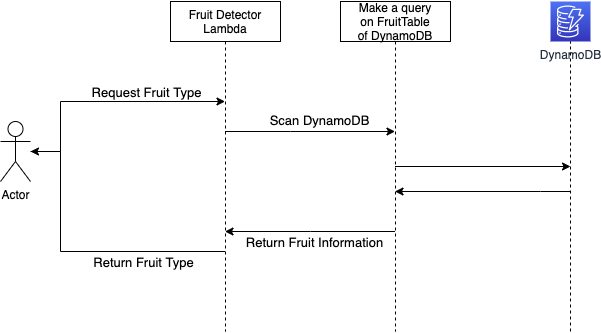 Fruit Detector
Lambda
Make a query
on FruitTable
of DynamoDB
DynamoDB
Request Fruit Type
Scan DynamoDB
Actor
Return Fruit Information
Return Fruit Type